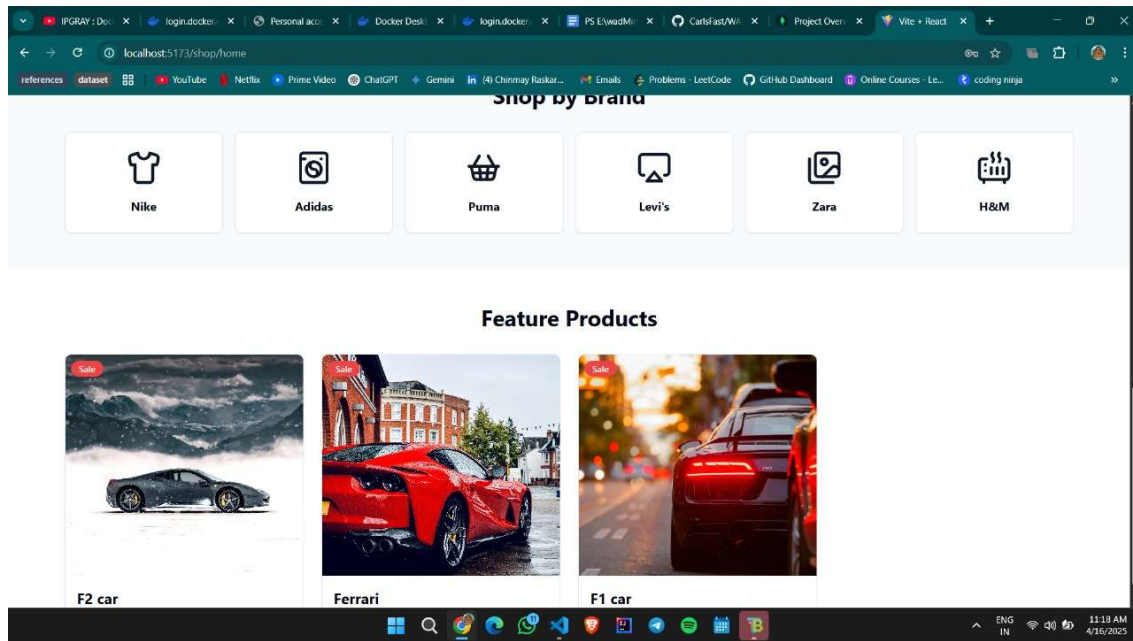 IPGRAY : Doc
login.docker.
Personal acco
Docker Deskt
login.docker.
PS E:\wadMin
CarlsFast/WA
Project Over
Vite + React
localhost:5173/shop/home
references
dataset
YouTube
Netflix
Prime Video
ChatGPT
Gemini
(4) Chinmay Raskar...
Emails
Problems - LeetCode
GitHub Dashboard
Online Courses - Le...
coding ninja
Shop by Brand
Nike
Adidas
Puma
Levi's
Zara
H&M
Feature Products
Sale
Sale
Sale
F2 car
Ferrari
F1 car
ENG
IN
11:18 AM
4/16/2025